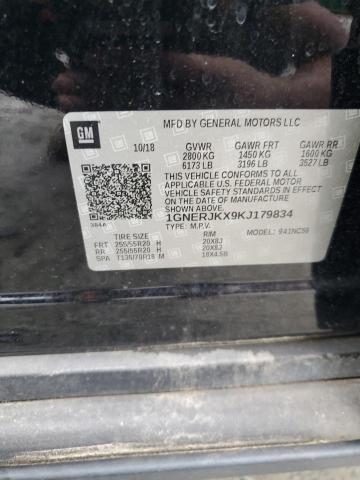 MFD BY GENERAL MOTORS LLC
GM
10/18 GVWR GAWR FRT GAWR RR
2800 KG 1450 KG 1600 KG
6173 LB 3196 LB 3527 LB
THIS VEHICLE CONFORMS TO ALL
APPLICABLE U.S. FEDERAL MOTOR
VEHICLE SAFETY STANDARDS IN EFFECT
ON THE DATE OF MANUFACTURE SHOWN ABOVE.
1GNERJKX9KJ179834
TYPE: M.P.V. MODEL:
384A
RIM
FRT 255/55R20 H 20X8J
RR 255/55R20 H 20X8J
SPA T135/70R18 M 18X4.5B